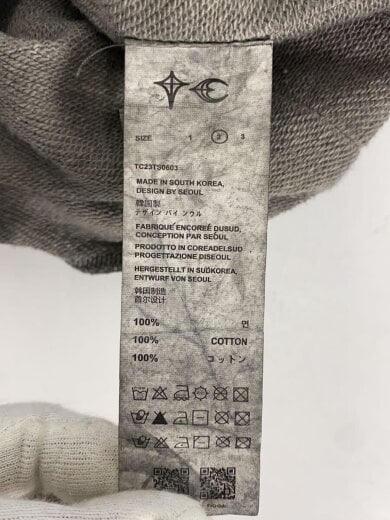 SIZE 1 2 3
TC23TS0603
MADE IN SOUTH KOREA,
DESIGN BY SEOUL
韓国製
デザイン バイ ソウル
FABRIQUE ENCOREÉ DUSUD,
CONCEPTION PAR SEOUL
PRODOTTO IN COREADELSUD
PROGETTAZIONE DISEOUL
HERGESTELLT IN SUDKOREA,
ENTWURF VON SEOUL
韩国制造
首尔设计
100% 면
100% COTTON
100% コットン